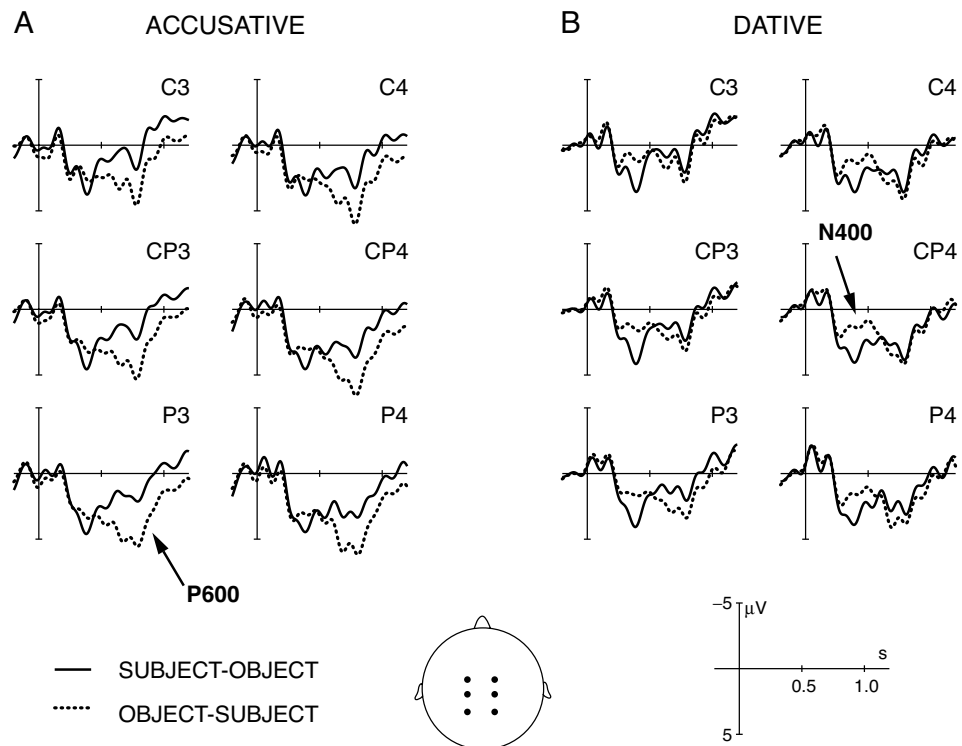 A ACCUSATIVE B DATIVE
C3 C4 C3 C4
N400
CP3 CP4 CP3 CP4
P3 P4 P3 P4
P600
−5
µV
s
SUBJECT-OBJECT
0.5 1.0
OBJECT-SUBJECT
5